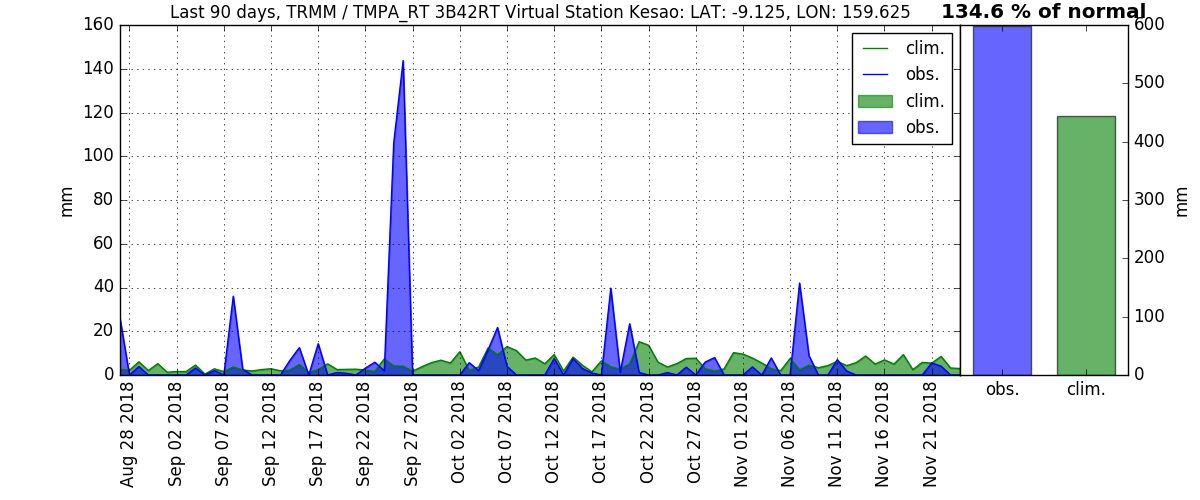 Last 90 days, TRMM / TMPA_RT 3B42RT Virtual Station Kesao: LAT: -9.125, LON: 159.625
134.6 % of normal
160
140
120
100
80
60
40
20
0
mm
clim.
obs.
clim.
obs.
600
500
400
300
200
100
0
mm
Aug 28 2018
Sep 02 2018
Sep 07 2018
Sep 12 2018
Sep 17 2018
Sep 22 2018
Sep 27 2018
Oct 02 2018
Oct 07 2018
Oct 12 2018
Oct 17 2018
Oct 22 2018
Oct 27 2018
Nov 01 2018
Nov 06 2018
Nov 11 2018
Nov 16 2018
Nov 21 2018
obs.
clim.